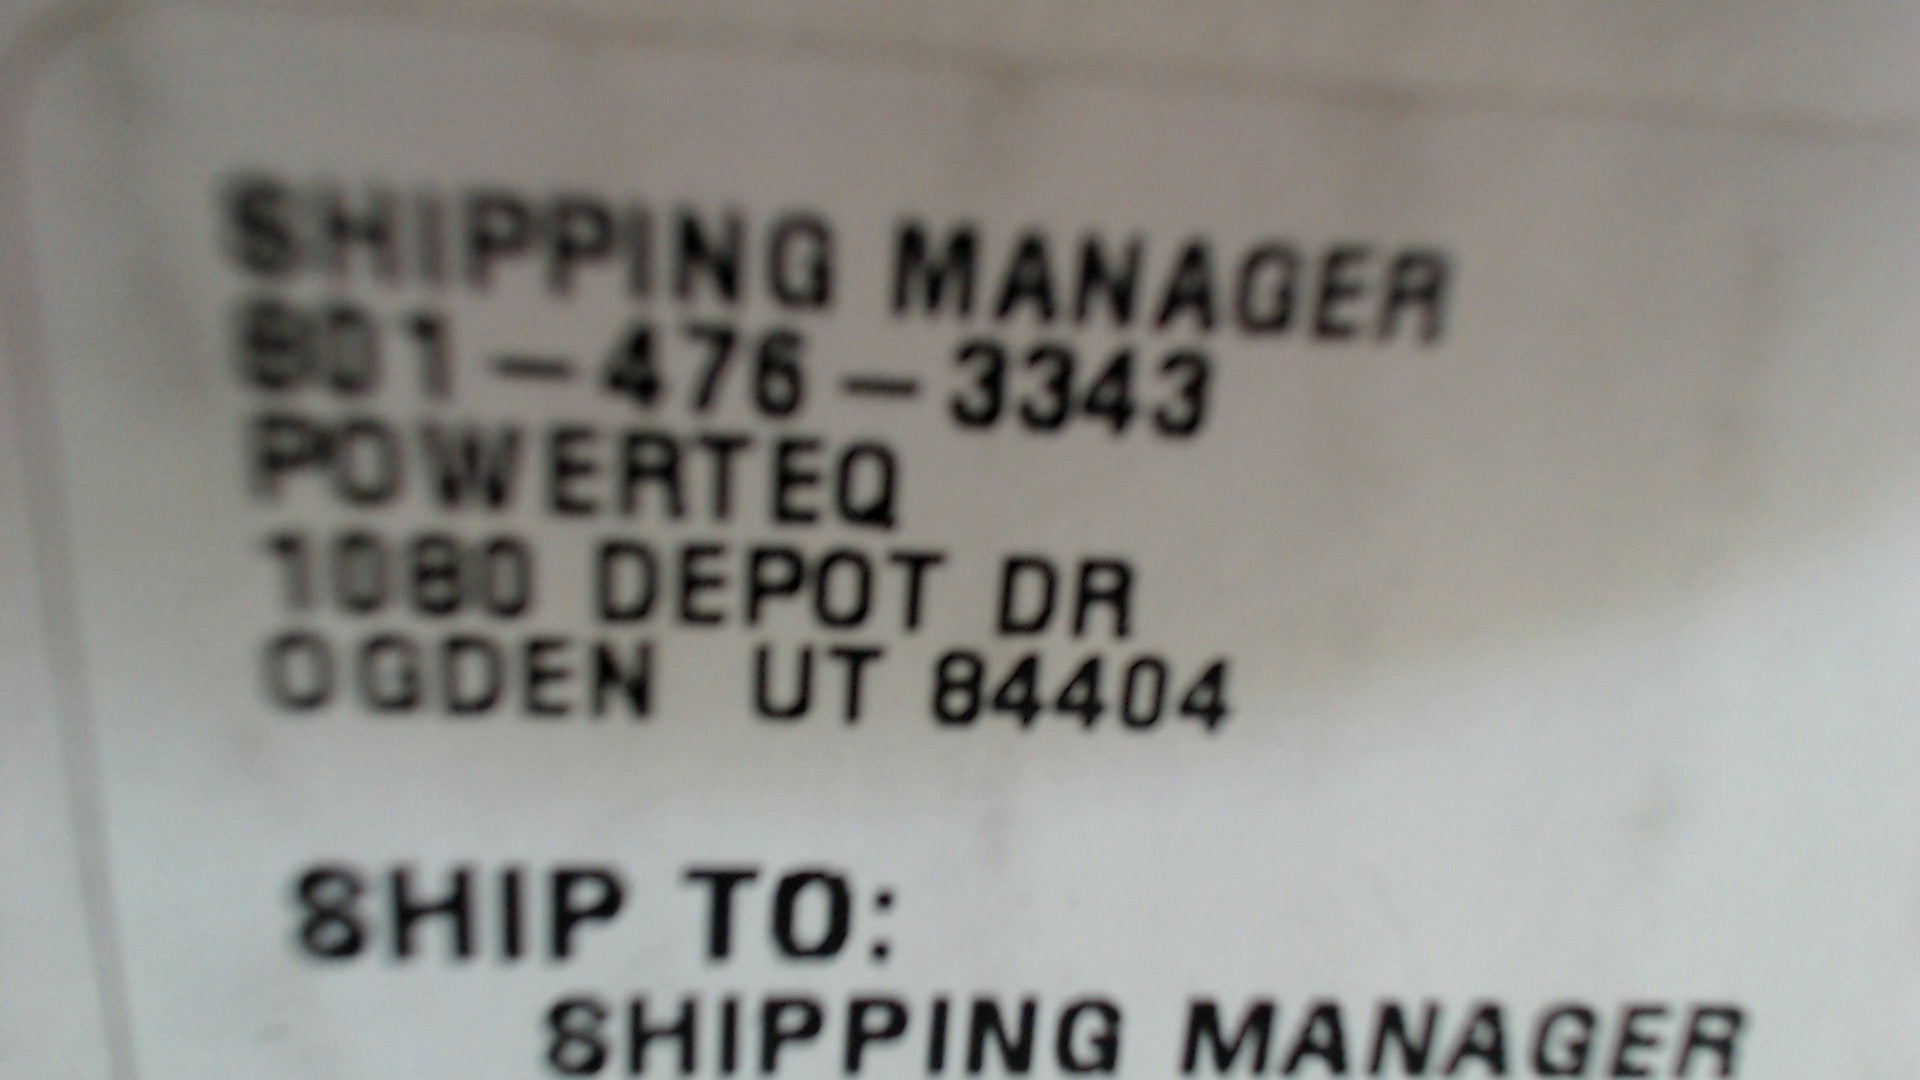 SHIPPING MANAGER
801-476-3343
POWERTEQ
1080 DEPOT DR
OGDEN UT 84404
SHIP TO:
SHIPPING MANAGER